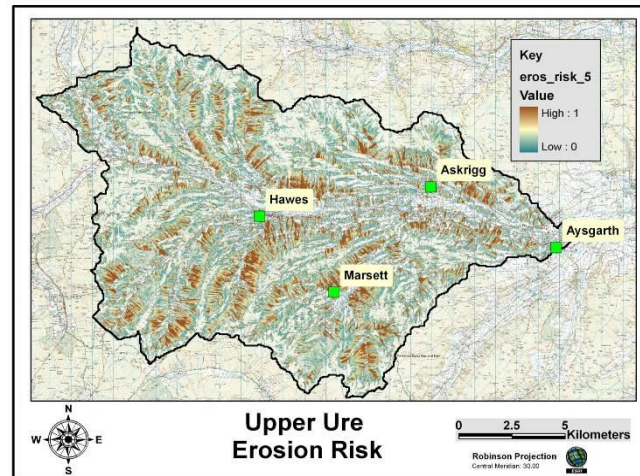 Key
eros_risk_5
Value
High : 1
Low : 0
Askrigg
Hawes
Aysgarth
Marsett
N
W
E
S
Upper Ure
Erosion Risk
0 2.5 5
Kilometers
Robinson Projection
Central Meridian: 30.00
esri